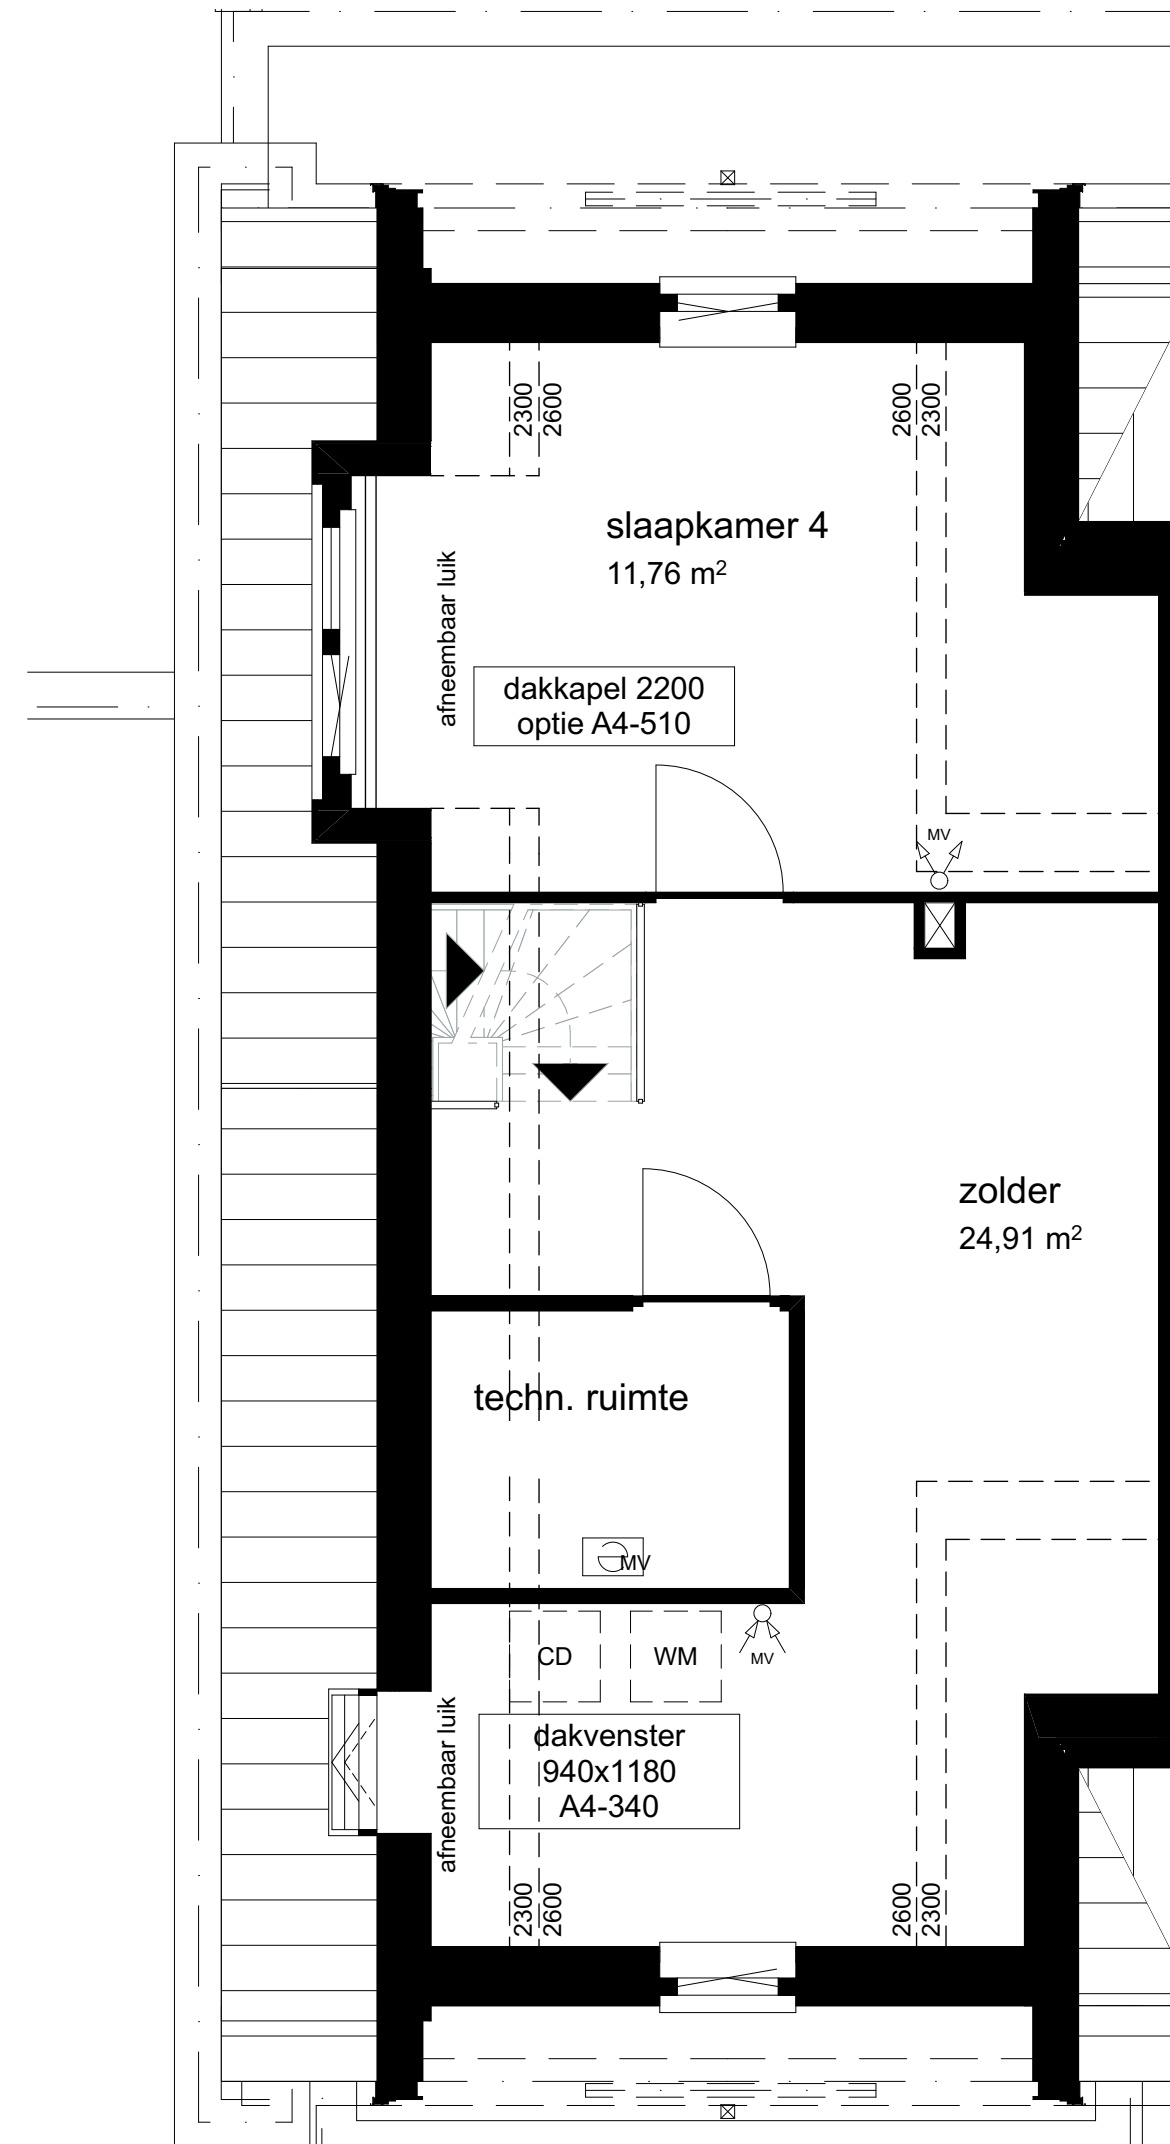 2300
2600
2600
2300
slaapkamer 4
11,76 m²
afneembaar luik
dakkapel 2200
optie A4-510
MV
zolder
24,91 m²
techn. ruimte
MV
CD
WM
MV
afneembaar luik
dakvenster
940x1180
A4-340
2300
2600
2600
2300